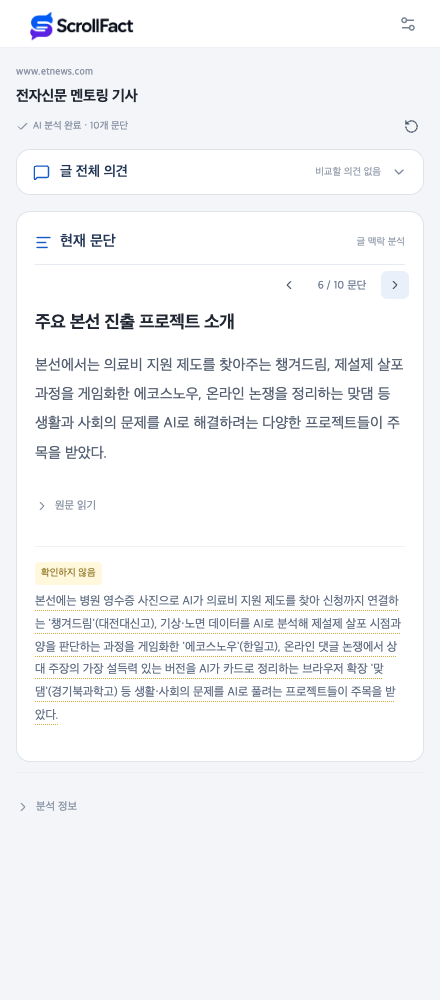 ScrollFact
www.etnews.com
전자신문 멘토링 기사
AI 분석 완료 · 10개 문단
글 전체 의견
비교할 의견 없음
현재 문단
글 맥락 분석
6 / 10 문단
주요 본선 진출 프로젝트 소개
본선에서는 의료비 지원 제도를 찾아주는 챙겨드림, 제설제 살포
과정을 게임화한 에코스노우, 온라인 논쟁을 정리하는 맞댐 등
생활과 사회의 문제를 AI로 해결하려는 다양한 프로젝트들이 주
목을 받았다.
원문 읽기
확인하지 않음
본선에는 병원 영수증 사진으로 AI가 의료비 지원 제도를 찾아 신청까지 연결하
는 '챙겨드림'(대전대신고), 기상·노면 데이터를 AI로 분석해 제설제 살포 시점과
양을 판단하는 과정을 게임화한 '에코스노우'(한일고), 온라인 댓글 논쟁에서 상
대 주장의 가장 설득력 있는 버전을 AI가 카드로 정리하는 브라우저 확장 '맞
댐'(경기북과학고) 등 생활·사회의 문제를 AI로 풀려는 프로젝트들이 주목을 받
았다.
분석 정보